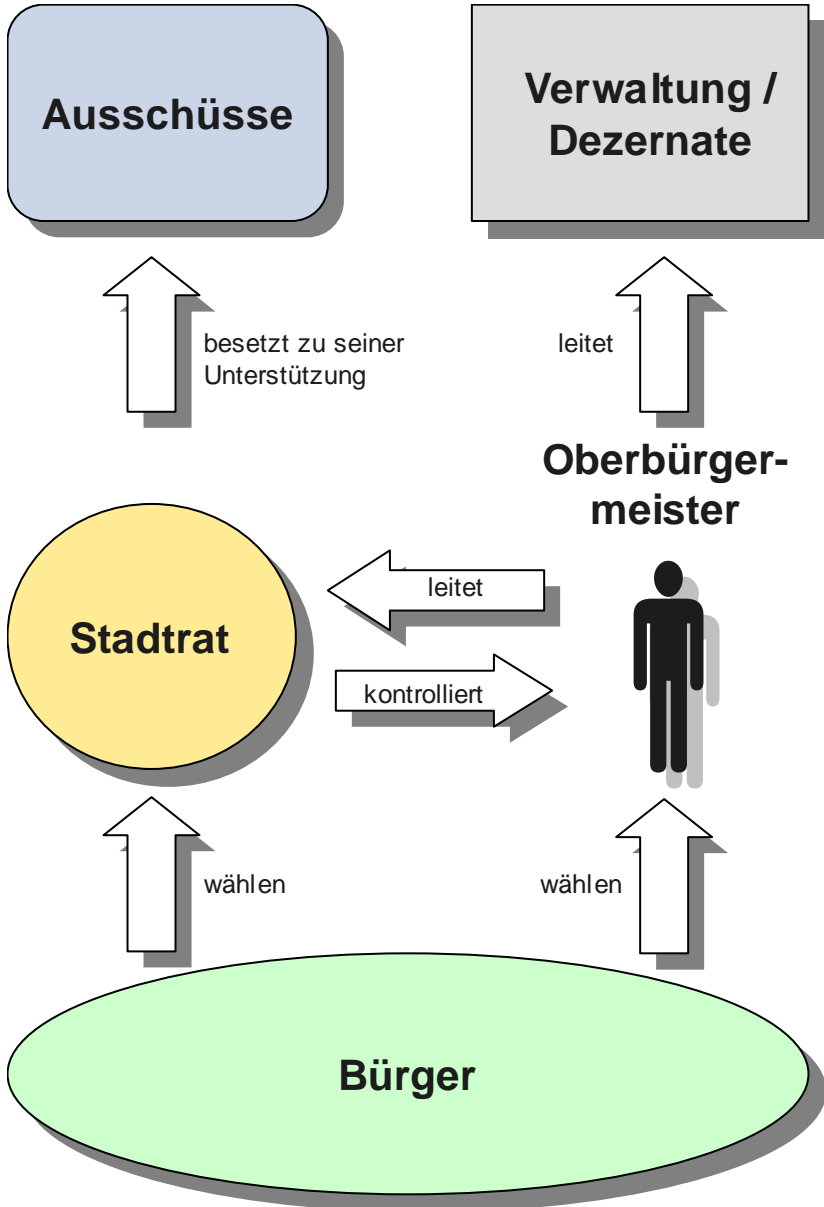 Ausschüsse
Verwaltung /
Dezernate
besetzt zu seiner
Unterstützung
leitet
Oberbürger-
meister
leitet
Stadtrat
kontrolliert
wählen
wählen
Bürger